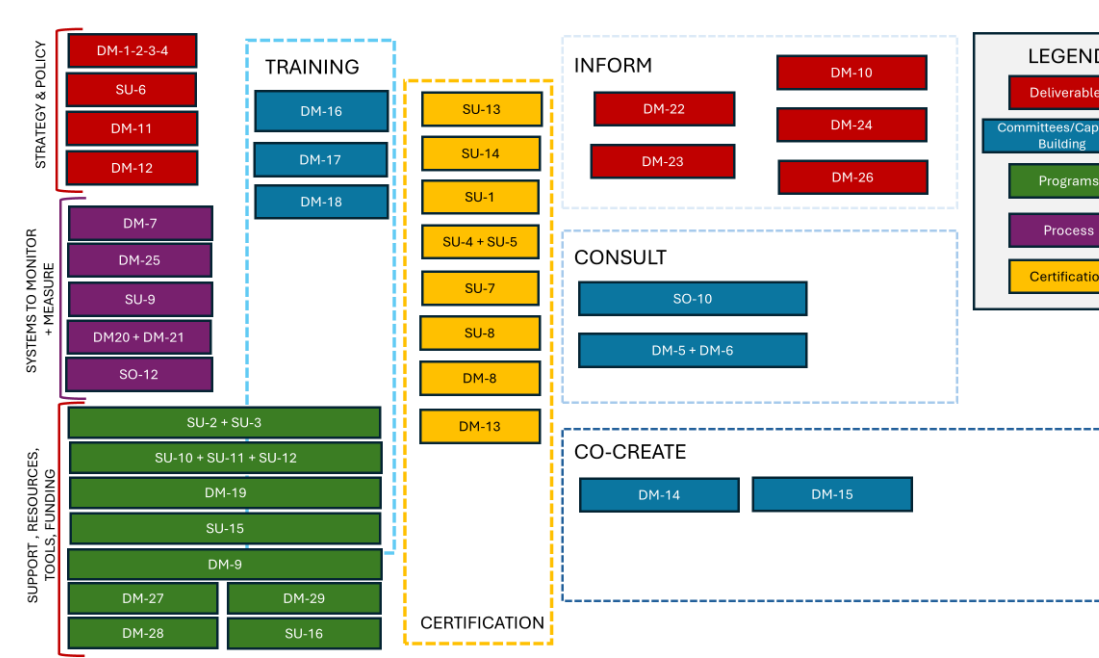 STRATEGY & POLICY
DM-1-2-3-4
SU-6
DM-11
DM-12
SYSTEMS TO MONITOR
+ MEASURE
DM-7
DM-25
SU-9
DM20 + DM-21
SO-12
SUPPORT , RESOURCES,
TOOLS, FUNDING
SU-2 + SU-3
SU-10 + SU-11 + SU-12
DM-19
SU-15
DM-9
DM-27
DM-29
DM-28
SU-16
TRAINING
DM-16
DM-17
DM-18
SU-13
SU-14
SU-1
SU-4 + SU-5
SU-7
SU-8
DM-8
DM-13
CERTIFICATION
INFORM
DM-22
DM-23
DM-10
DM-24
DM-26
CONSULT
SO-10
DM-5 + DM-6
CO-CREATE
DM-14
DM-15
LEGEND
Deliverable
Committees/Cap
Building
Programs
Process
Certificatio